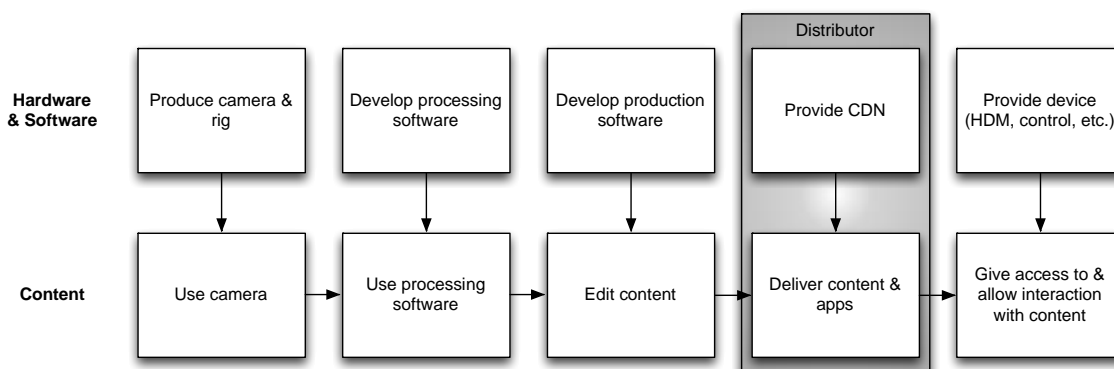 Distributor
Hardware
& Software
Produce camera &
rig
Develop processing
software
Develop production
software
Provide CDN
Provide device
(HDM, control, etc.)
Content
Use camera
Use processing
software
Edit content
Deliver content &
apps
Give access to &
allow interaction
with content